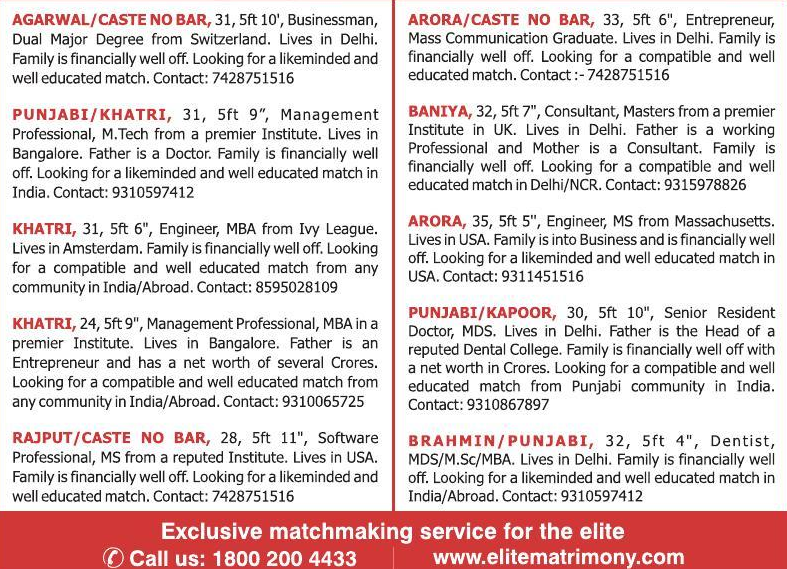 AGARWAL/CASTE NO BAR, 31, 5ft 10', Businessman,
Dual Major Degree from Switzerland. Lives in Delhi.
Family is financially well off. Looking for a likeminded and
well educated match. Contact: 7428751516
PUNJABI/KHATRI, 31, 5ft 9”, Management
Professional, M.Tech from a premier Institute. Lives in
Bangalore. Father is a Doctor. Family is financially well
off. Looking for a likeminded and well educated match in
India. Contact: 9310597412
KHATRI, 31, 5ft 6", Engineer, MBA from Ivy League.
Lives in Amsterdam. Family is financially well off. Looking
for a compatible and well educated match from any
community in India/Abroad. Contact: 8595028109
KHATRI, 24, 5ft 9", Management Professional, MBA in a
premier Institute. Lives in Bangalore. Father is an
Entrepreneur and has a net worth of several Crores.
Looking for a compatible and well educated match from
any community in India/Abroad. Contact: 9310065725
RAJPUT/CASTE NO BAR, 28, 5ft 11", Software
Professional, MS from a reputed Institute. Lives in USA.
Family is financially well off. Looking for a likeminded and
well educated match. Contact: 7428751516
ARORA/CASTE NO BAR, 33, 5ft 6", Entrepreneur,
Mass Communication Graduate. Lives in Delhi. Family is
financially well off. Looking for a compatible and well
educated match. Contact :- 7428751516
BANIYA, 32, 5ft 7", Consultant, Masters from a premier
Institute in UK. Lives in Delhi. Father is a working
Professional and Mother is a Consultant. Family is
financially well off. Looking for a compatible and well
educated match in Delhi/NCR. Contact: 9315978826
ARORA, 35, 5ft 5", Engineer, MS from Massachusetts.
Lives in USA. Family is into Business and is financially well
off. Looking for a likeminded and well educated match in
USA. Contact: 9311451516
PUNJABI/KAPOOR, 30, 5ft 10", Senior Resident
Doctor, MDS. Lives in Delhi. Father is the Head of a
reputed Dental College. Family is financially well off with
a net worth in Crores. Looking for a compatible and well
educated match from Punjabi community in India.
Contact: 9310867897
BRAHMIN/PUNJABI, 32, 5ft 4", Dentist,
MDS/M.Sc/MBA. Lives in Delhi. Family is financially well
off. Looking for a likeminded and well educated match in
India/Abroad. Contact: 9310597412
Exclusive matchmaking service for the elite
✆ Call us: 1800 200 4433 www.elitematrimony.com